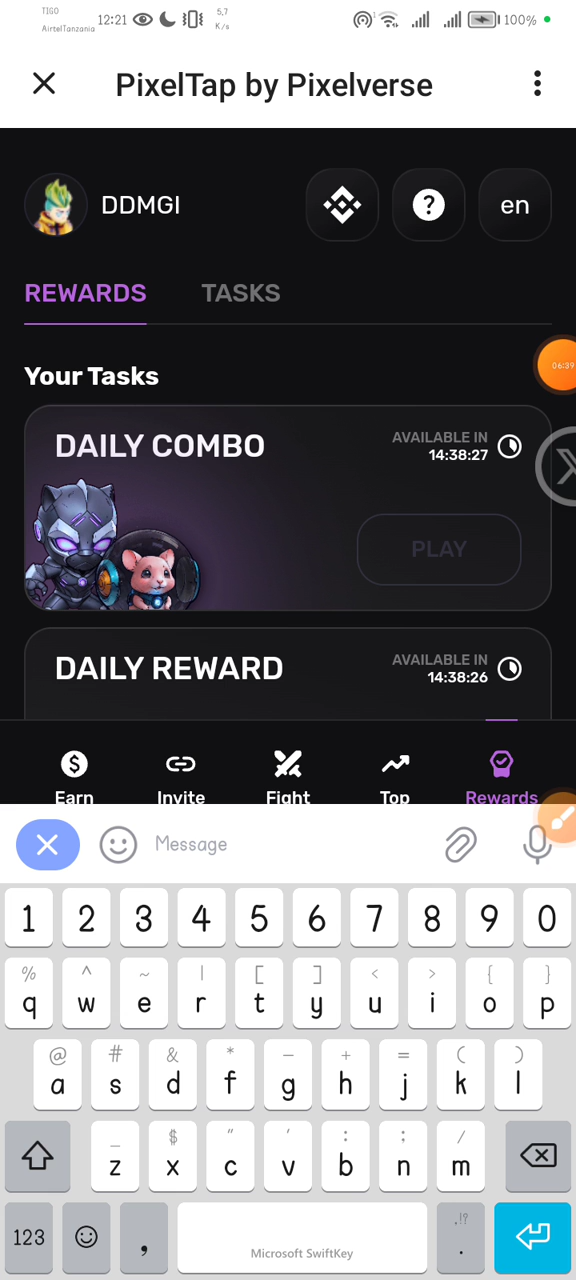 TIGO
AirtelTanzania 12:21 5,7 K/s 100%
PixelTap by Pixelverse
DDMGI
en
REWARDS TASKS
06:39
Your Tasks
DAILY COMBO
AVAILABLE IN
14:38:27
PLAY
DAILY REWARD
AVAILABLE IN
14:38:26
Earn Invite Fight Top Rewards
Message
1 2 3 4 5 6 7 8 9 0
% ^ ~ | [ ] < > { }
q w e r t y u i o p
@ # & * - + = ( )
a s d f g h j k l
_ $ " ' : ; /
z x c v b n m
123 , Microsoft SwiftKey ,!? .